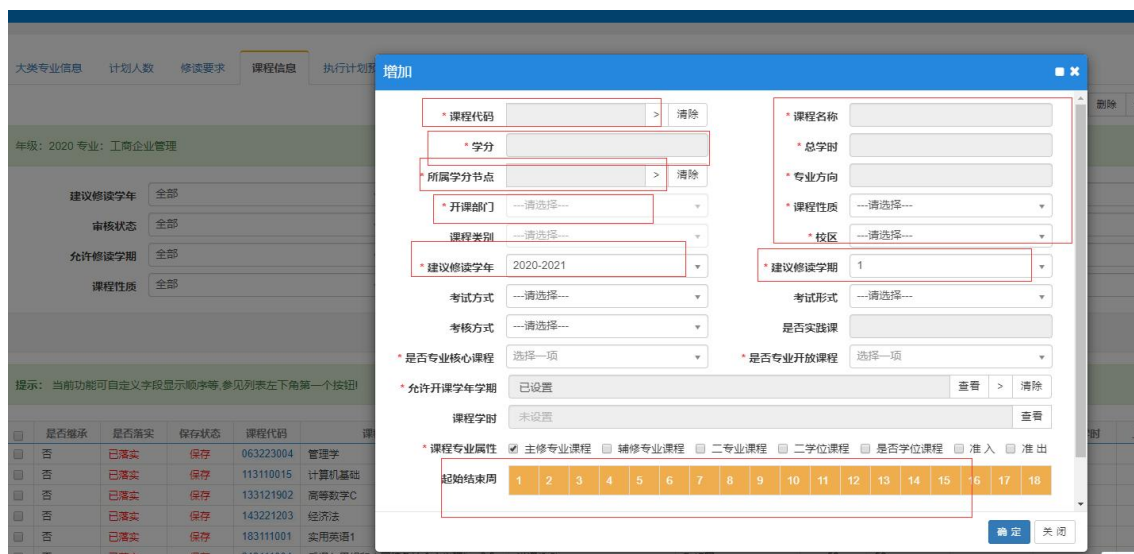 大类专业信息 计划人数 修读要求 课程信息 执行计划预
删除
年级：2020 专业：工商企业管理
建议修读学年 全部
审核状态 全部
允许修读学期 全部
课程性质 全部
提示： 当前功能可自定义字段显示顺序等,参见列表左下角第一个按钮!
是否继承 是否落实 保存状态 课程代码
否 已落实 保存 063223004 管理学
否 已落实 保存 113110015 计算机基础
否 已落实 保存 133121902 高等数学C
否 已落实 保存 143221203 经济法
否 已落实 保存 183111001 实用英语1
增加
* 课程代码 > 清除 * 课程名称
* 学分 * 总学时
* 所属学分节点 > 清除 * 专业方向
* 开课部门 ---请选择--- * 课程性质 ---请选择---
课程类别 ---请选择--- * 校区 ---请选择---
* 建议修读学年 2020-2021 * 建议修读学期 1
考试方式 ---请选择--- 考试形式 ---请选择---
考核方式 ---请选择--- 是否实践课
* 是否专业核心课程 选择一项 * 是否专业开放课程 选择一项
* 允许开课学年学期 已设置 查看 > 清除
课程学时 未设置 查看
* 课程专业属性 主修专业课程 辅修专业课程 二专业课程 二学位课程 是否学位课程 准入 准出
起始结束周 1 2 3 4 5 6 7 8 9 10 11 12 13 14 15 16 17 18
确定 关闭